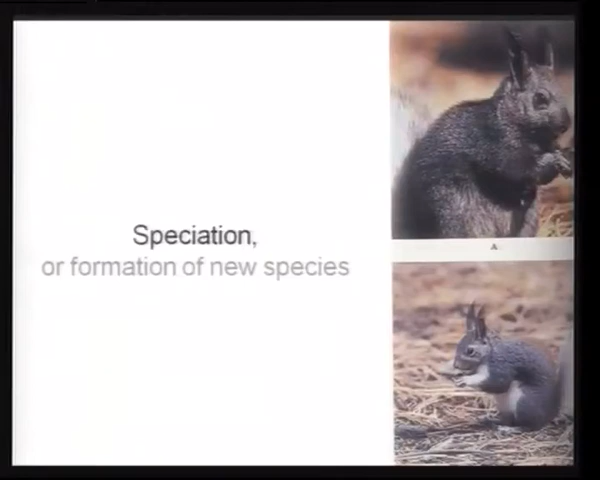 Speciation,
or formation of new species
A